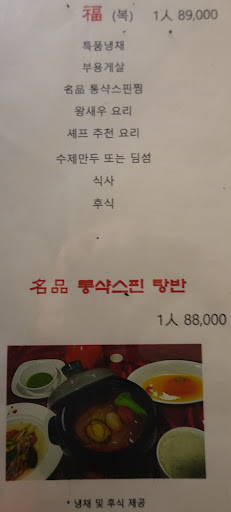 福 (복) 1人 89,000
특품냉채
부용게살
名品 통샥스핀찜
왕새우 요리
셰프 추천 요리
수제만두 또는 딤섬
식사
후식
名品 통샥스핀 탕반
1人 88,000
* 냉채 및 후식 제공